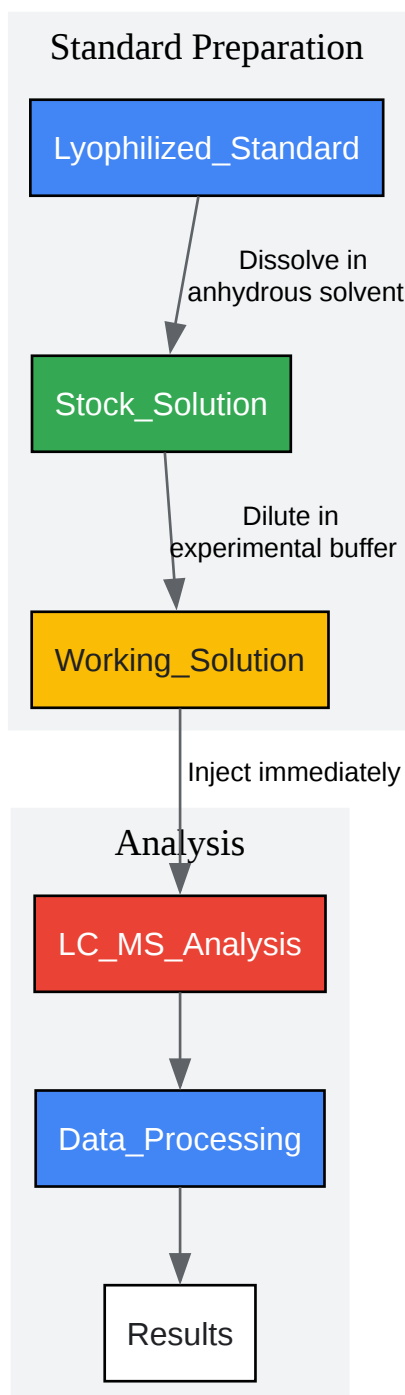 Standard Preparation
Lyophilized_Standard
Dissolve in
anhydrous solvent
Stock_Solution
Dilute in
experimental buffer
Working_Solution
Inject immediately
Analysis
LC_MS_Analysis
Data_Processing
Results